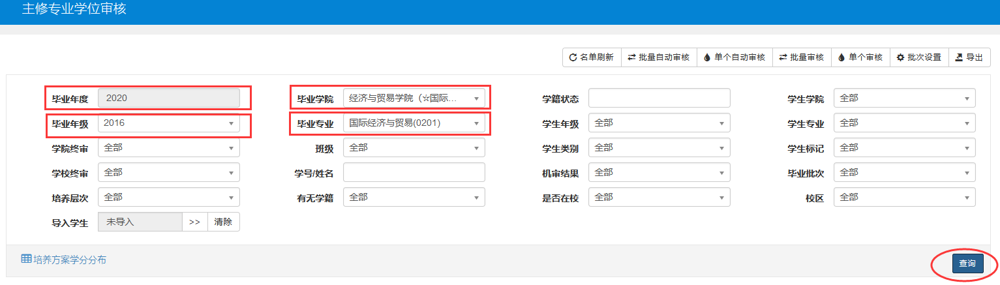 主修专业学位审核
名单刷新 批量自动审核 单个自动审核 批量审核 单个审核 批次设置 导出
毕业年度 2020 毕业学院 经济与贸易学院（☆国际... 学籍状态 学生学院 全部
毕业年级 2016 毕业专业 国际经济与贸易(0201) 学生年级 全部 学生专业 全部
学院终审 全部 班级 全部 学生类别 全部 学生标记 全部
学校终审 全部 学号/姓名 机审结果 全部 毕业批次 全部
培养层次 全部 有无学籍 全部 是否在校 全部 校区 全部
导入学生 未导入 >> 清除
培养方案学分分布 查询